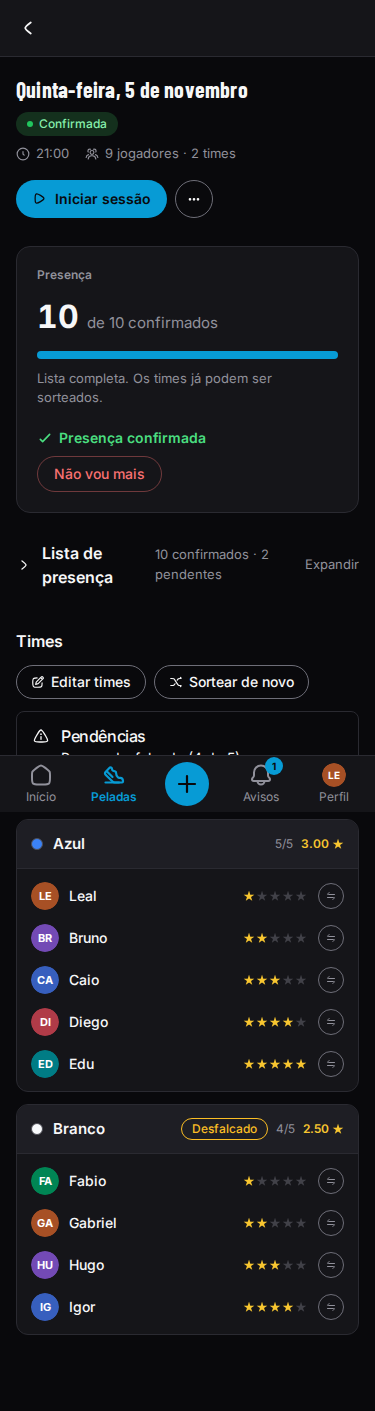 Quinta-feira, 5 de novembro
Confirmada
21:00 9 jogadores · 2 times
Iniciar sessão
Presença
10 de 10 confirmados
Lista completa. Os times já podem ser
sorteados.
Presença confirmada
Não vou mais
Lista de
presença
10 confirmados · 2
pendentes
Expandir
Times
Editar times
Sortear de novo
Pendências
Início
Peladas
1
Avisos
LE
Perfil
Azul 5/5 3.00 ★
LE Leal
BR Bruno
CA Caio
DI Diego
ED Edu
Branco Desfalcado 4/5 2.50 ★
FA Fabio
GA Gabriel
HU Hugo
IG Igor